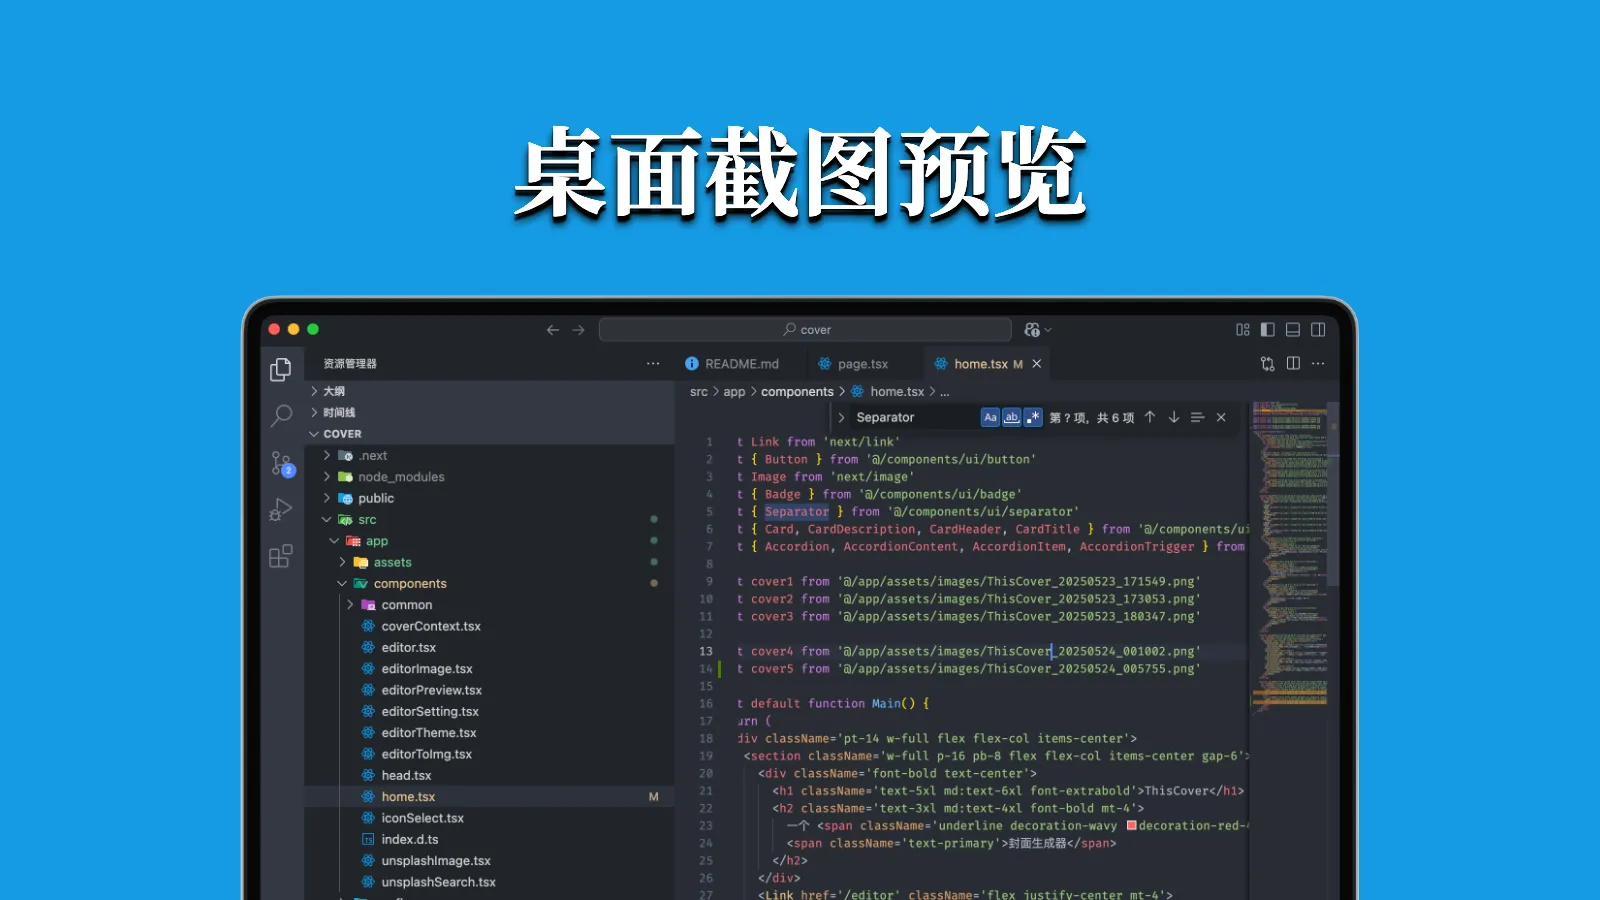 桌面截图预览
cover
资源管理器
README.md
page.tsx
home.tsx M
大纲
src > app > components > home.tsx > ...
时间线
Separator
Aa
ab
第 ? 项，共 6 项
COVER
.next
node_modules
2
public
src
app
assets
components
common
coverContext.tsx
editor.tsx
editorImage.tsx
editorPreview.tsx
editorSetting.tsx
editorTheme.tsx
editorToImg.tsx
head.tsx
home.tsx M
iconSelect.tsx
TS index.d.ts
unsplashImage.tsx
unsplashSearch.tsx
1 t Link from 'next/link'
2 t { Button } from '@/components/ui/button'
3 t Image from 'next/image'
4 t { Badge } from '@/components/ui/badge'
5 t { Separator } from '@/components/ui/separator'
6 t { Card, CardDescription, CardHeader, CardTitle } from '@/components/ui
7 t { Accordion, AccordionContent, AccordionItem, AccordionTrigger } from
8
9 t cover1 from '@/app/assets/images/ThisCover_20250523_171549.png'
10 t cover2 from '@/app/assets/images/ThisCover_20250523_173053.png'
11 t cover3 from '@/app/assets/images/ThisCover_20250523_180347.png'
12
13 t cover4 from '@/app/assets/images/ThisCover_20250524_001002.png'
14 t cover5 from '@/app/assets/images/ThisCover_20250524_005755.png'
15
16 t default function Main() {
17 urn (
18 div className='pt-14 w-full flex flex-col items-center'>
19 <section className='w-full p-16 pb-8 flex flex-col items-center gap-6'>
20 <div className='font-bold text-center'>
21 <h1 className='text-5xl md:text-6xl font-extrabold'>ThisCover</h1>
22 <h2 className='text-3xl md:text-4xl font-bold mt-4'>
23 一个 <span className='underline decoration-wavy decoration-red-4
24 <span className='text-primary'>封面生成器</span>
25 </h2>
26 </div>
27 <Link href='/editor' className='flex justify-center mt-4'>